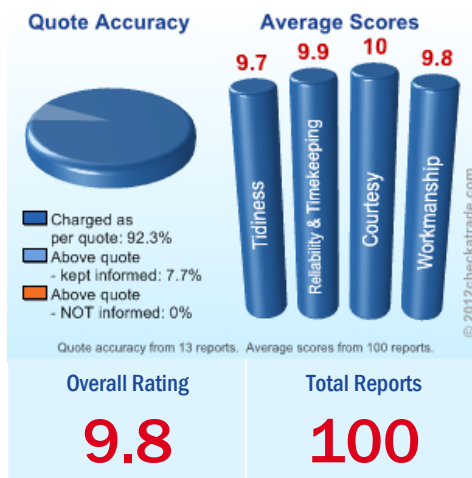 Quote Accuracy
Charged as
per quote: 92.3%
Above quote
- kept informed: 7.7%
Above quote
- NOT informed: 0%
Average Scores
9.7
9.9
10
9.8
Tidiness
Reliability & Timekeeping
Courtesy
Workmanship
© 2012checkatrade.com
Quote accuracy from 13 reports. Average scores from 100 reports.
Overall Rating
9.8
Total Reports
100